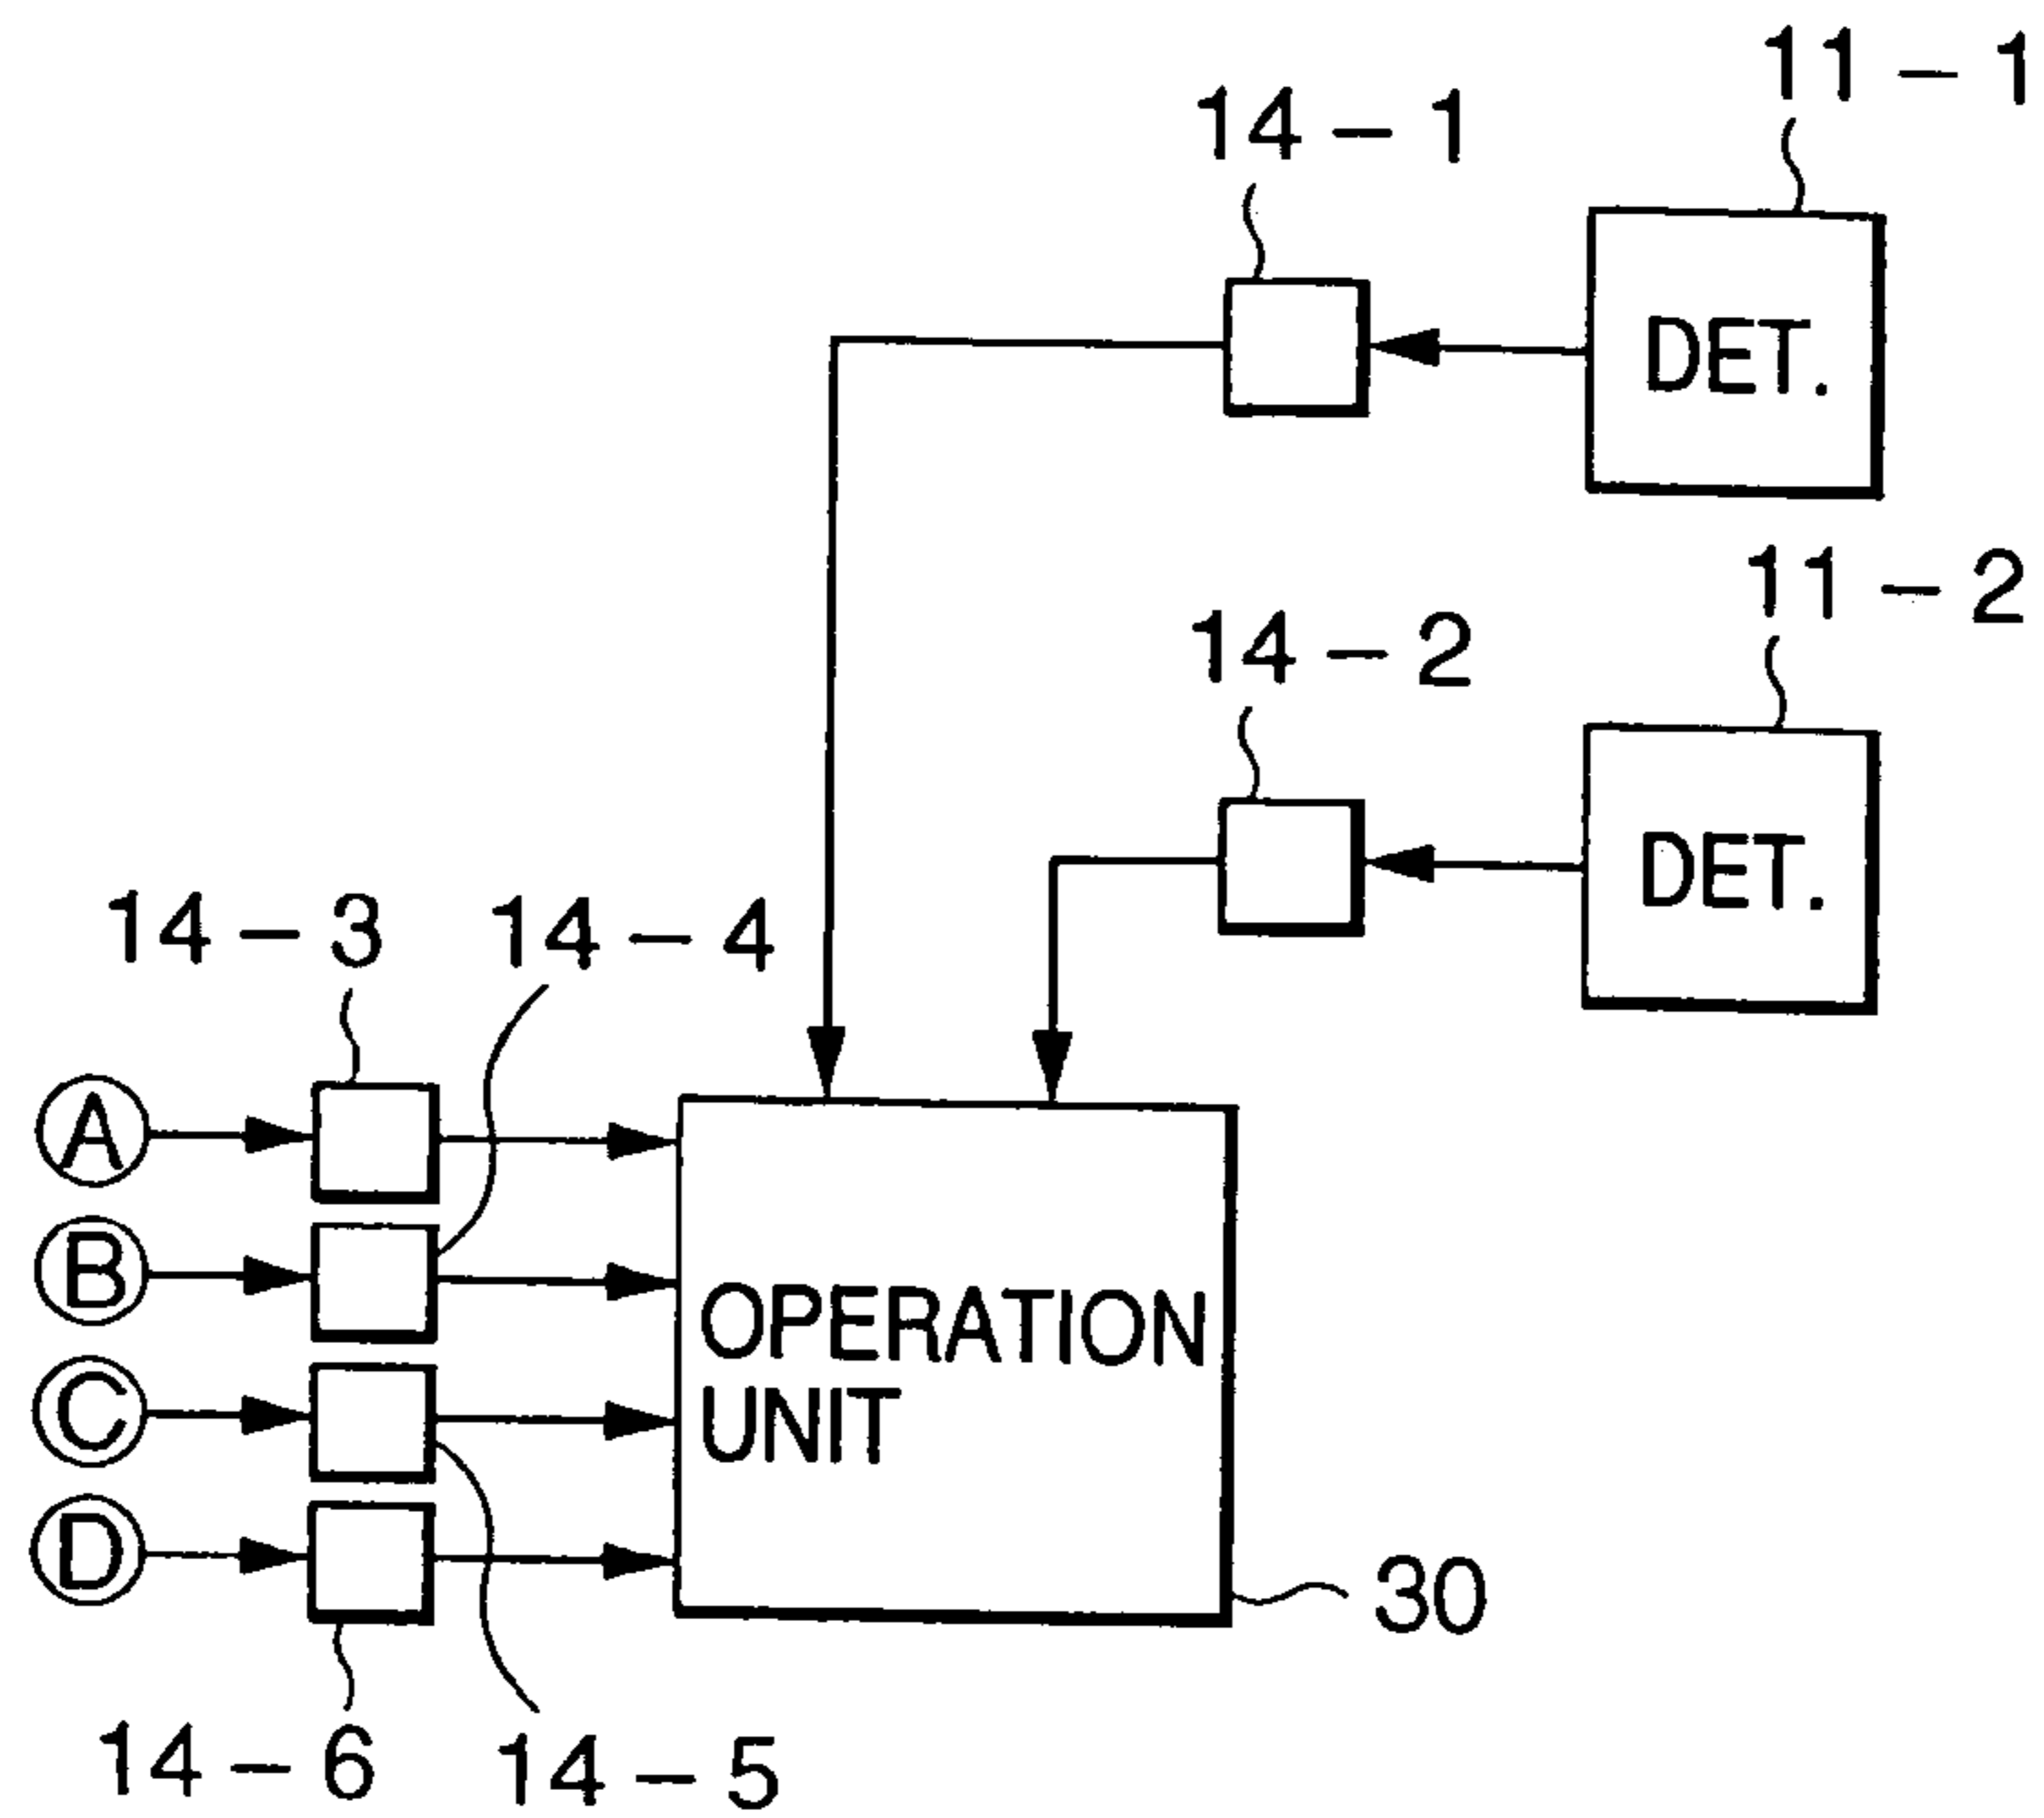 11-1
14-1
DET.
11-2
14-2
DET.
14-3
14-4
A
B
C
D
OPERATION
UNIT
30
14-6
14-5